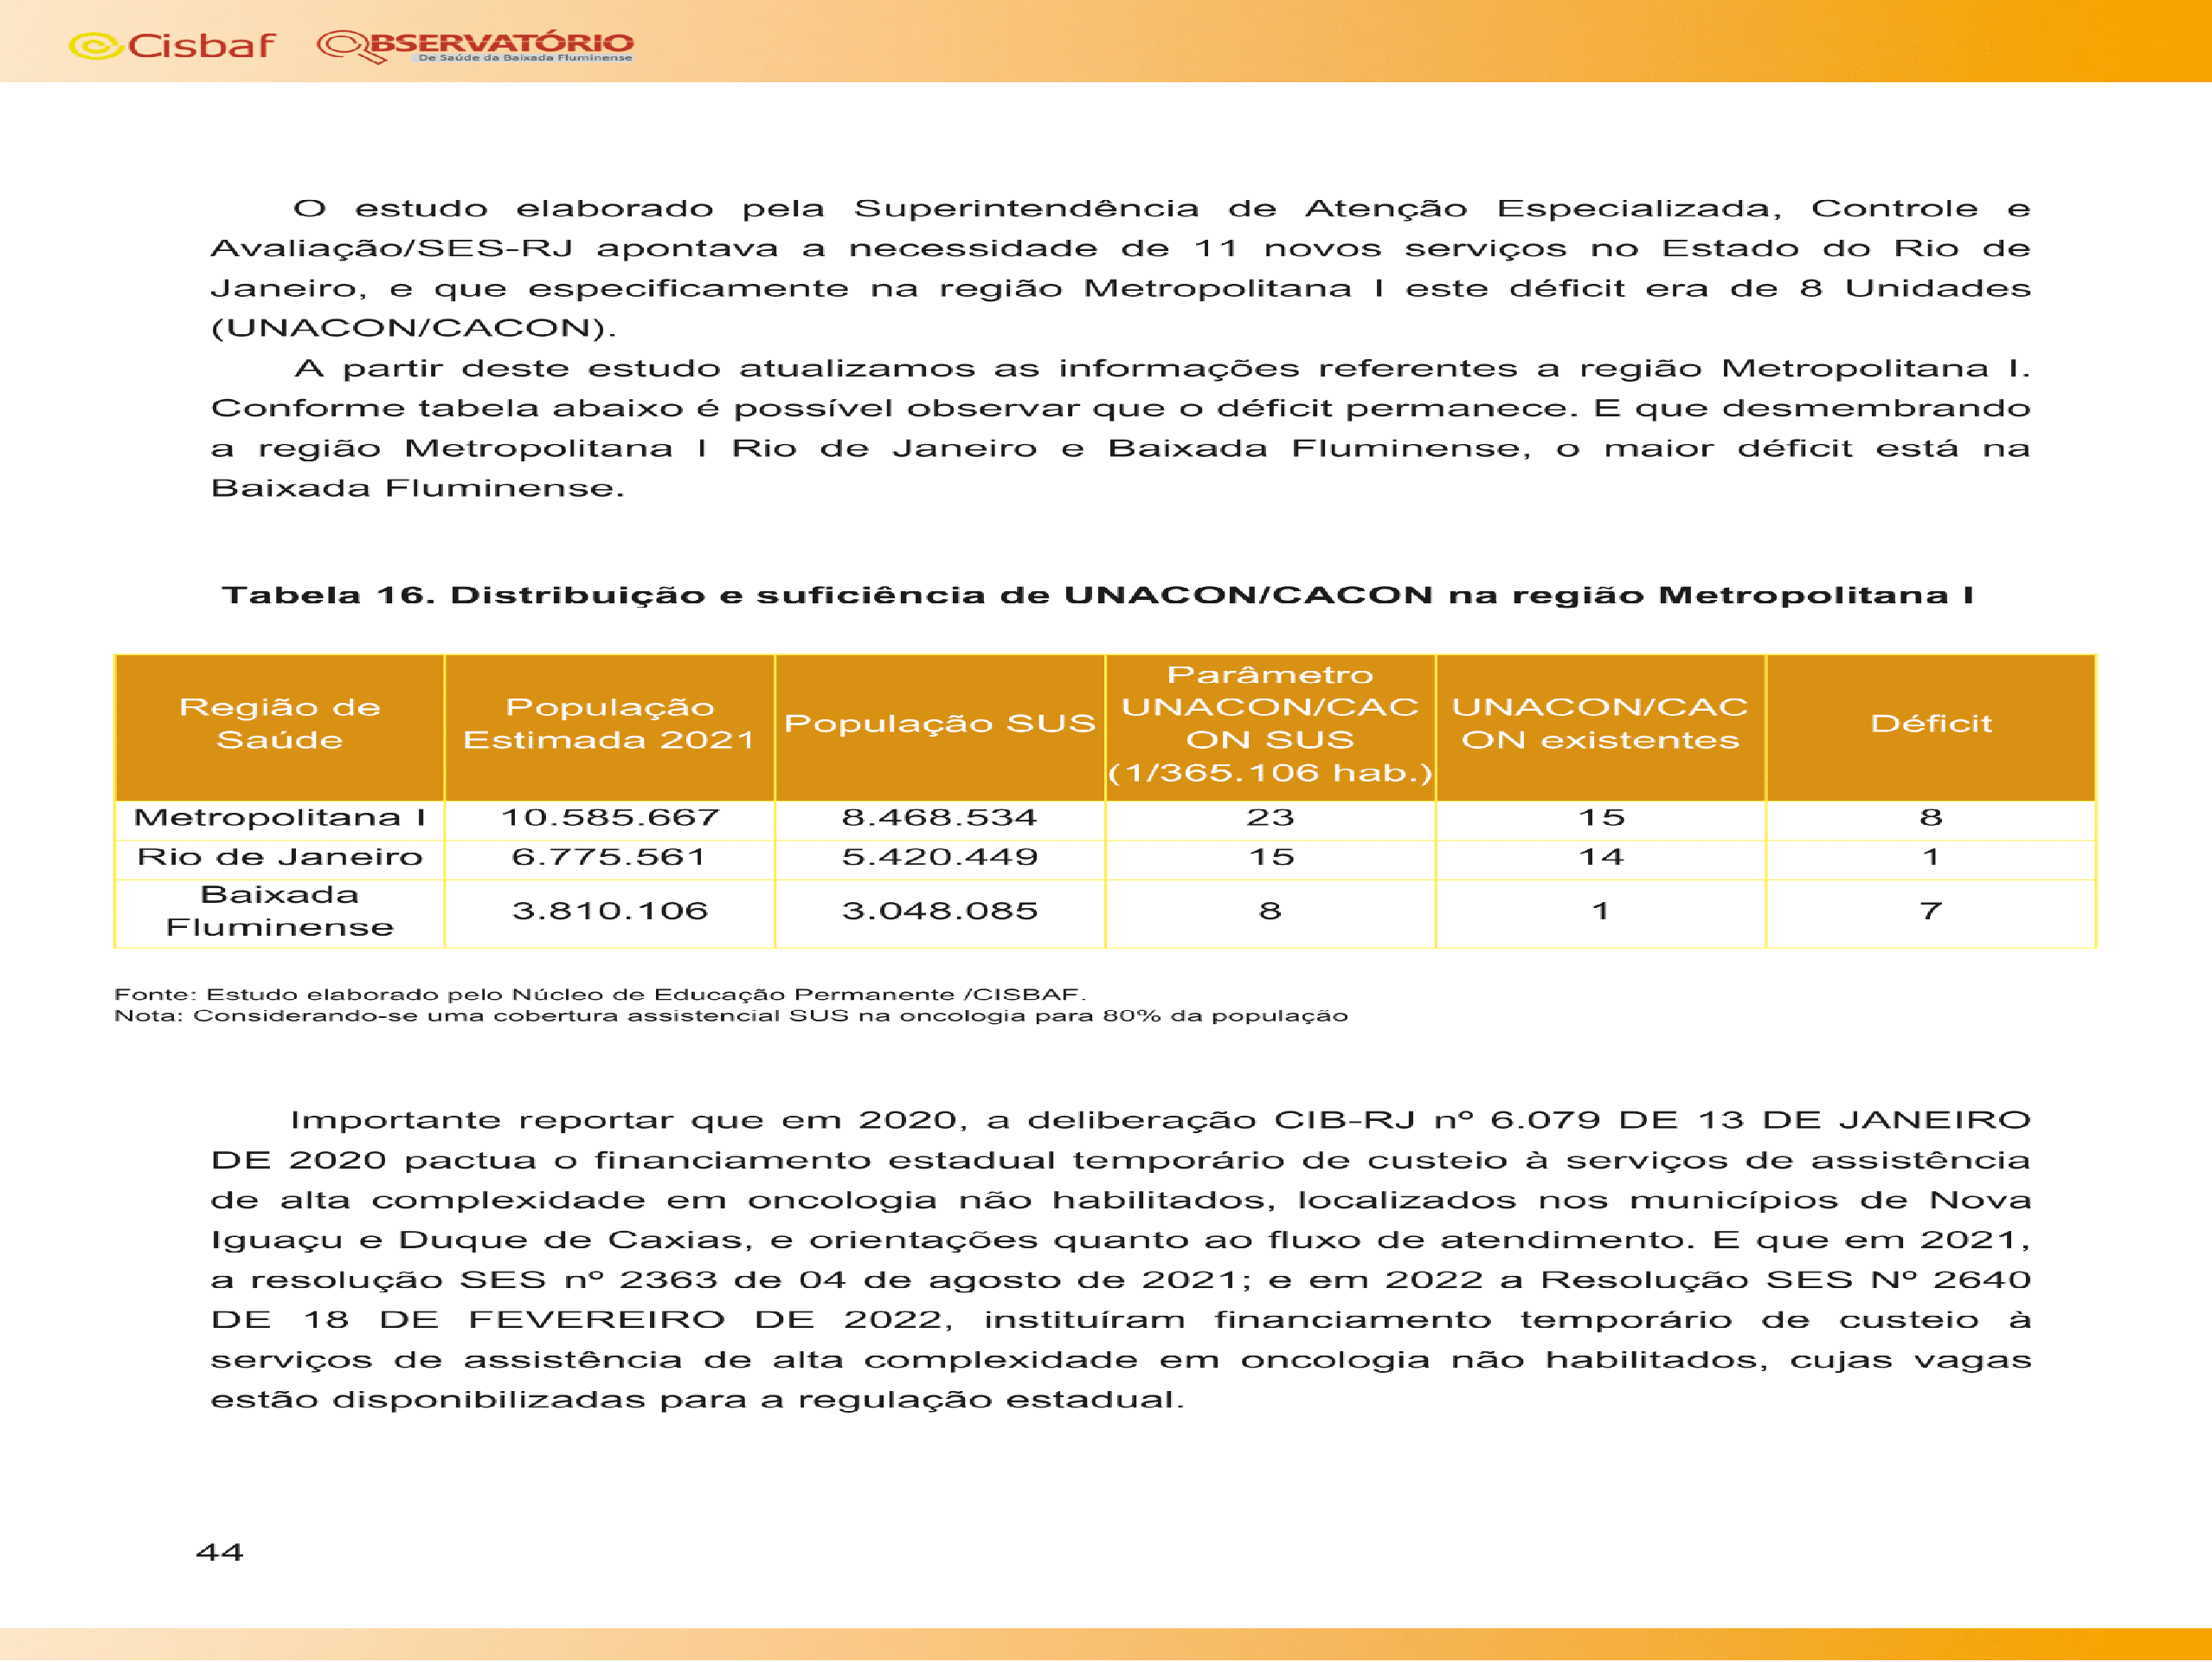 Cisbaf OBSERVATÓRIO
De Saúde da Baixada Fluminense
O estudo elaborado pela Superintendência de Atenção Especializada, Controle e
Avaliação/SES-RJ apontava a necessidade de 11 novos serviços no Estado do Rio de
Janeiro, e que especificamente na região Metropolitana I este déficit era de 8 Unidades
(UNACON/CACON).
A partir deste estudo atualizamos as informações referentes a região Metropolitana I.
Conforme tabela abaixo é possível observar que o déficit permanece. E que desmembrando
a região Metropolitana I Rio de Janeiro e Baixada Fluminense, o maior déficit está na
Baixada Fluminense.
Tabela 16. Distribuição e suficiência de UNACON/CACON na região Metropolitana I
Região de
Saúde
População
Estimada 2021
População SUS
Parâmetro
UNACON/CAC
ON SUS
(1/365.106 hab.)
UNACON/CAC
ON existentes
Déficit
Metropolitana I 10.585.667 8.468.534 23 15 8
Rio de Janeiro 6.775.561 5.420.449 15 14 1
Baixada
Fluminense
3.810.106 3.048.085 8 1 7
Fonte: Estudo elaborado pelo Núcleo de Educação Permanente /CISBAF.
Nota: Considerando-se uma cobertura assistencial SUS na oncologia para 80% da população
Importante reportar que em 2020, a deliberação CIB-RJ nº 6.079 DE 13 DE JANEIRO
DE 2020 pactua o financiamento estadual temporário de custeio à serviços de assistência
de alta complexidade em oncologia não habilitados, localizados nos municípios de Nova
Iguaçu e Duque de Caxias, e orientações quanto ao fluxo de atendimento. E que em 2021,
a resolução SES nº 2363 de 04 de agosto de 2021; e em 2022 a Resolução SES Nº 2640
DE 18 DE FEVEREIRO DE 2022, instituíram financiamento temporário de custeio à
serviços de assistência de alta complexidade em oncologia não habilitados, cujas vagas
estão disponibilizadas para a regulação estadual.
44